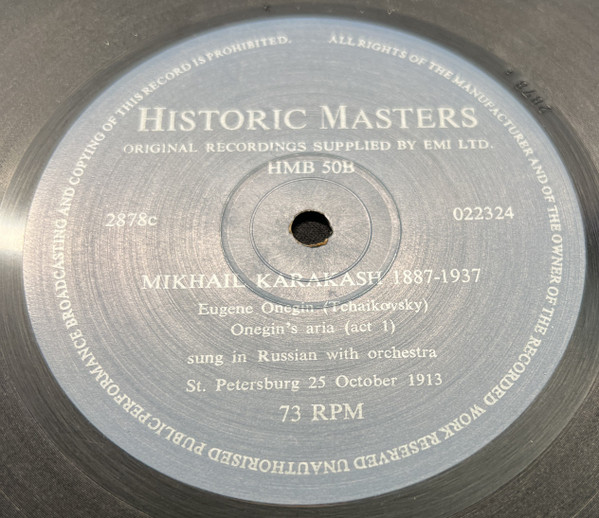 ALL RIGHTS OF THE MANUFACTURER AND OF THE OWNER OF THE RECORDED WORK RESERVED UNAUTHORISED PUBLIC PERFORMANCE BROADCASTING AND COPYING OF THIS RECORD IS PROHIBITED.
HISTORIC MASTERS
ORIGINAL RECORDINGS SUPPLIED BY EMI LTD.
HMB 50B
2878c 022324
MIKHAIL KARAKASH 1887-1937
Eugene Onegin (Tchaikovsky)
Onegin's aria (act 1)
sung in Russian with orchestra
St. Petersburg 25 October 1913
73 RPM